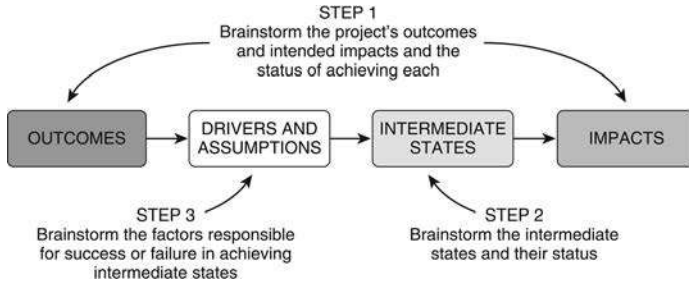 STEP 1
Brainstorm the project's outcomes
and intended impacts and the
status of achieving each
OUTCOMES
DRIVERS AND
ASSUMPTIONS
INTERMEDIATE
STATES
IMPACTS
STEP 3
Brainstorm the factors responsible
for success or failure in achieving
intermediate states
STEP 2
Brainstorm the intermediate
states and their status